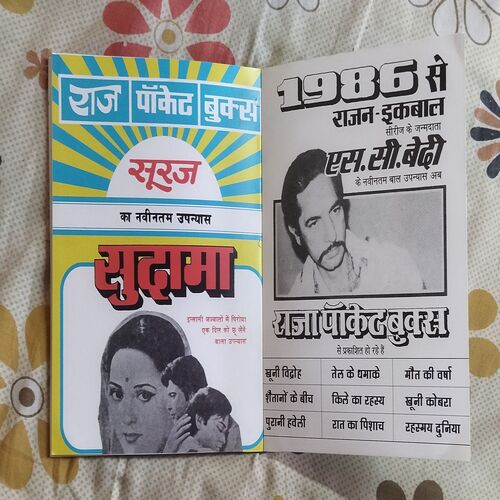 राज पॉकेट बुक्स
सूरज
का नवीनतम उपन्यास
सुदामा
इन्सानी जज्बातों में पिरोया
एक दिल को छू लेने
वाला उपन्यास
1986 से
राजन-इकबाल
सीरीज के जन्मदाता
एस.सी.बेदी
के नवीनतम बाल उपन्यास अब
राजा पॉकेट बुक्स
से प्रकाशित हो रहे हैं
खूनी विद्रोह
तेल के धमाके
मौत की वर्षा
शैतानों के बीच
किले का रहस्य
खूनी कोबरा
पुरानी हवेली
रात का पिशाच
रहस्मय दुनिया